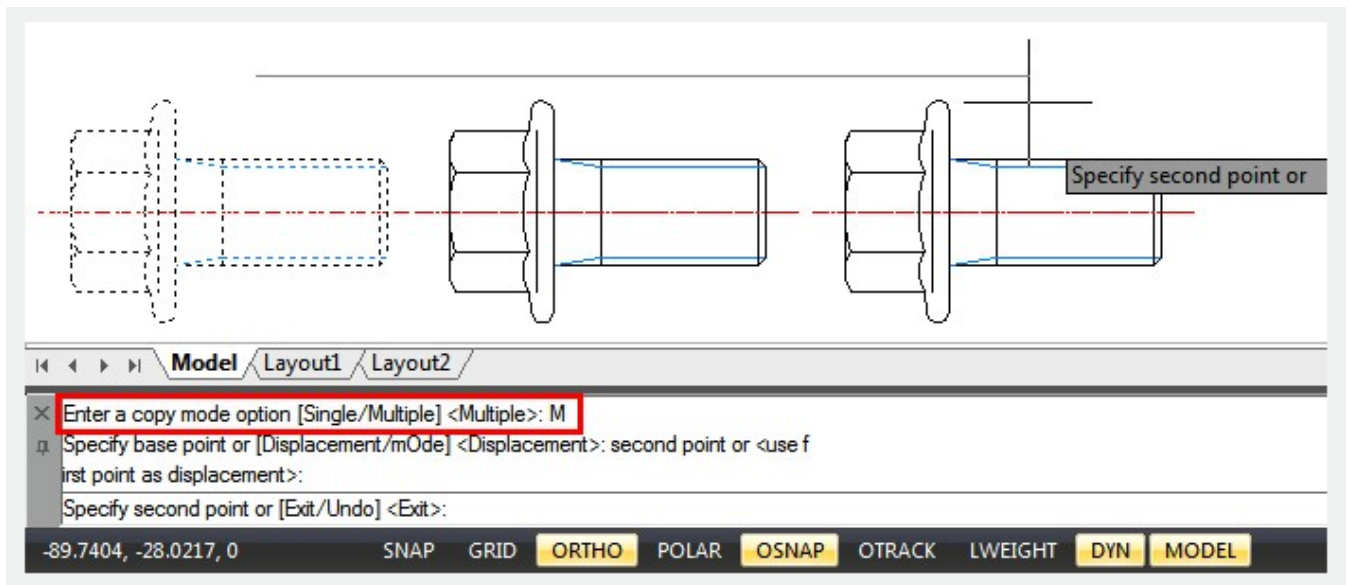 Specify second point or
Model Layout1 Layout2
Enter a copy mode option [Single/Multiple] <Multiple>: M
Specify base point or [Displacement/mOde] <Displacement>: second point or <use f
irst point as displacement>:
Specify second point or [Exit/Undo] <Exit>:
-89.7404, -28.0217, 0 SNAP GRID ORTHO POLAR OSNAP OTRACK LWEIGHT DYN MODEL